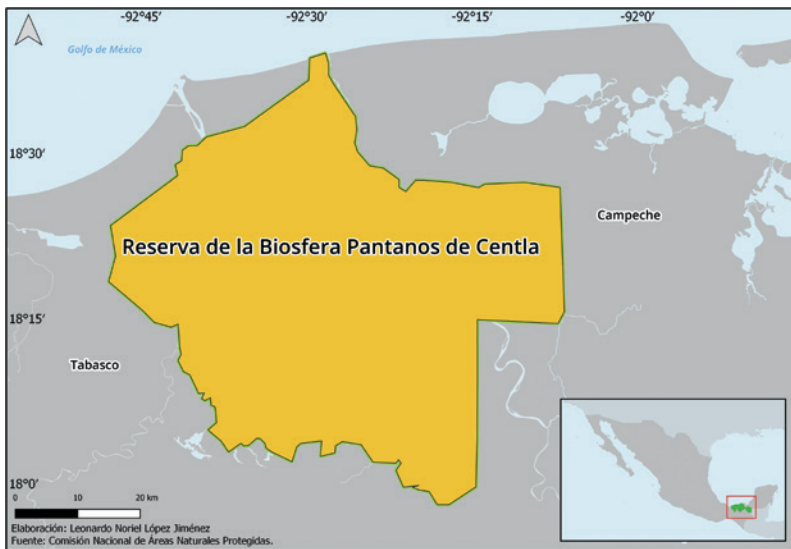 -92°45' -92°30' -92°15' -92°0'
Golfo de México
18°30'
Campeche
Reserva de la Biosfera Pantanos de Centla
18°15'
Tabasco
18°0'
0 10 20 km
Elaboración: Leonardo Noriel López Jiménez
Fuente: Comisión Nacional de Áreas Naturales Protegidas.